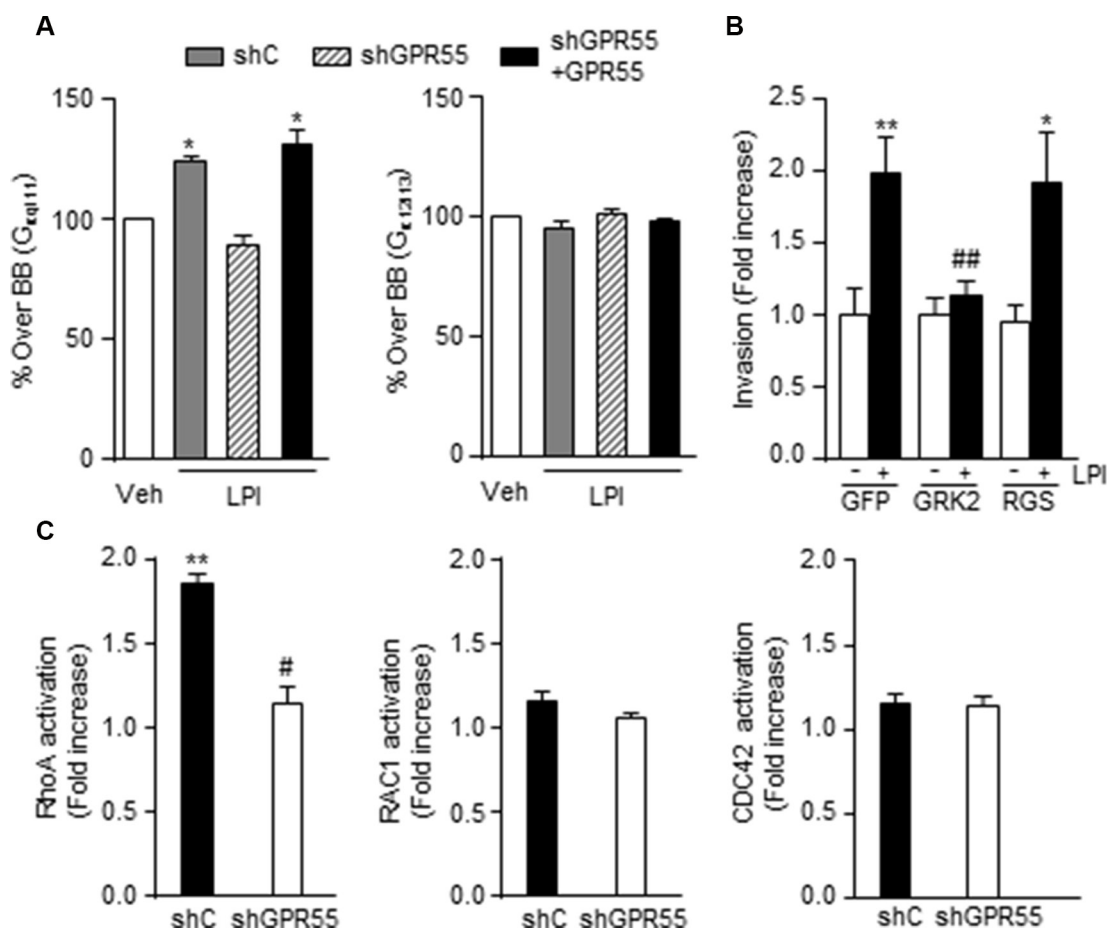 A
B
shC
shGPR55
shGPR55
+GPR55
150
100
50
0
% Over BB (Gαq/11)
*
*
Veh
LPI
150
100
50
0
% Over BB (Gα12/13)
Veh
LPI
2.5
2.0
1.5
1.0
0.5
0.0
Invasion (Fold increase)
**
##
*
- + - + - + LPI
GFP GRK2 RGS
C
2.0
1.5
1.0
0.5
0.0
RhoA activation
(Fold increase)
**
#
shC shGPR55
2.0
1.5
1.0
0.5
0.0
RAC1 activation
(Fold increase)
shC shGPR55
2.0
1.5
1.0
0.5
0.0
CDC42 activation
(Fold increase)
shC shGPR55